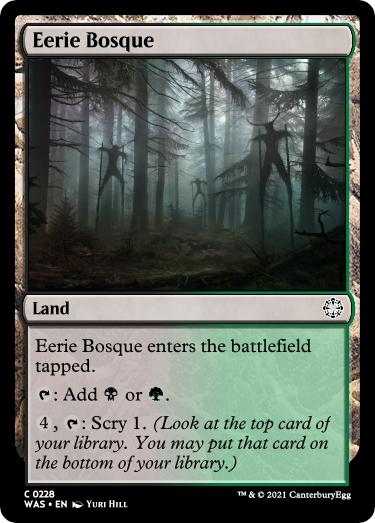 Eerie Bosque
Land
Eerie Bosque enters the battlefield
tapped.
: Add or .
4 , : Scry 1. (Look at the top card of
your library. You may put that card on
the bottom of your library.)
C 0228
WAS • EN Yuri Hill
™ & © 2021 CanterburyEgg